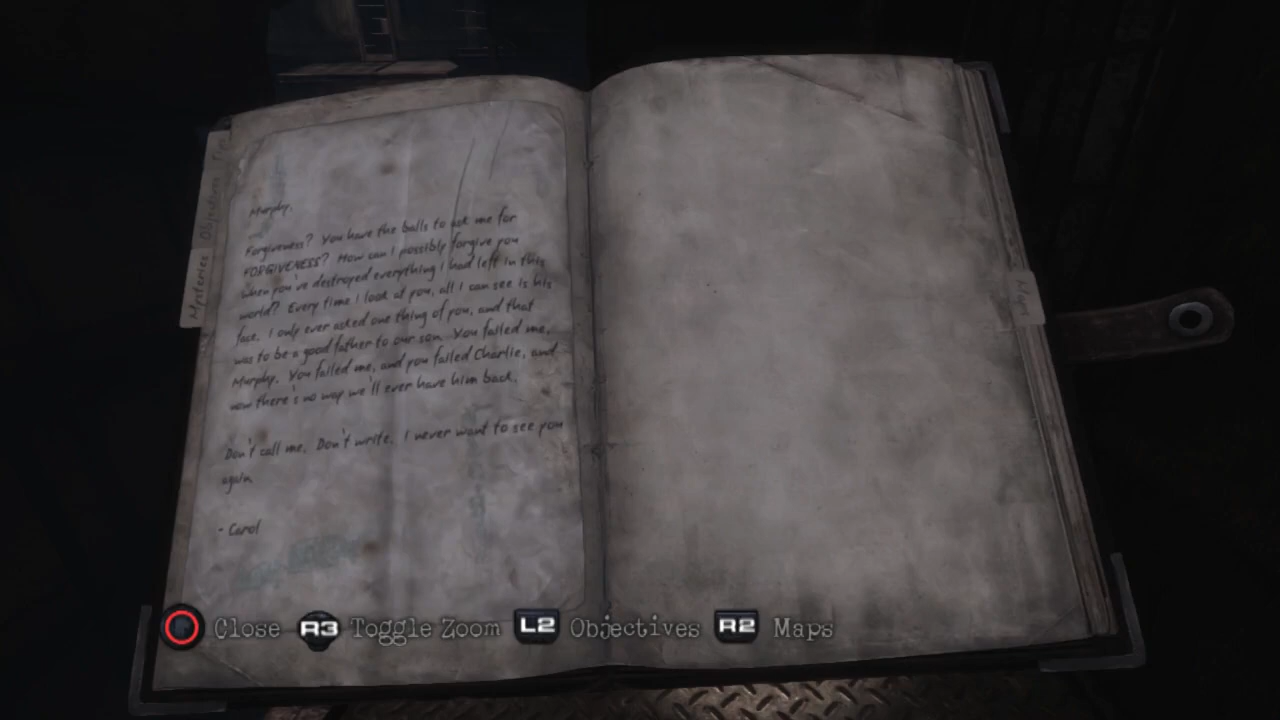 Murphy.
Forgiveness? You have the balls to ask me for
FORGIVENESS? How can I possibly forgive you
when you've destroyed everything I had left in this
world? Every time I look at you, all I can see is his
face. I only ever asked one thing of you, and that
was to be a good father to our son. You failed me,
Murphy. You failed me, and you failed Charlie, and
now there's no way we'll ever have him back.
Don't call me. Don't write. I never want to see you
again.
- Carol
Mysteries
Objectives
Maps
Close R3 Toggle Zoom L2 Objectives R2 Maps